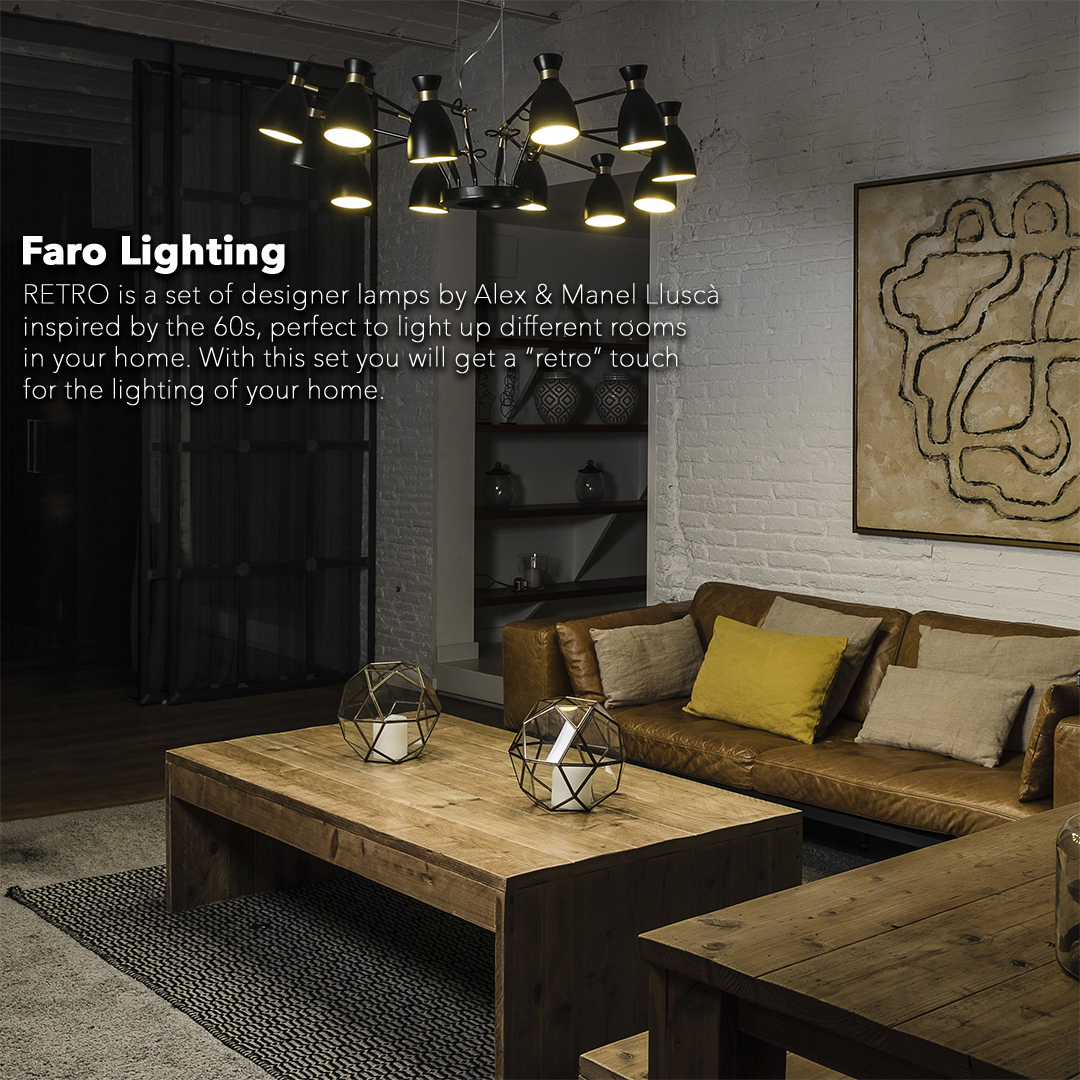 Faro Lighting
RETRO is a set of designer lamps by Alex & Manel Lluscà
inspired by the 60s, perfect to light up different rooms
in your home. With this set you will get a “retro” touch
for the lighting of your home.